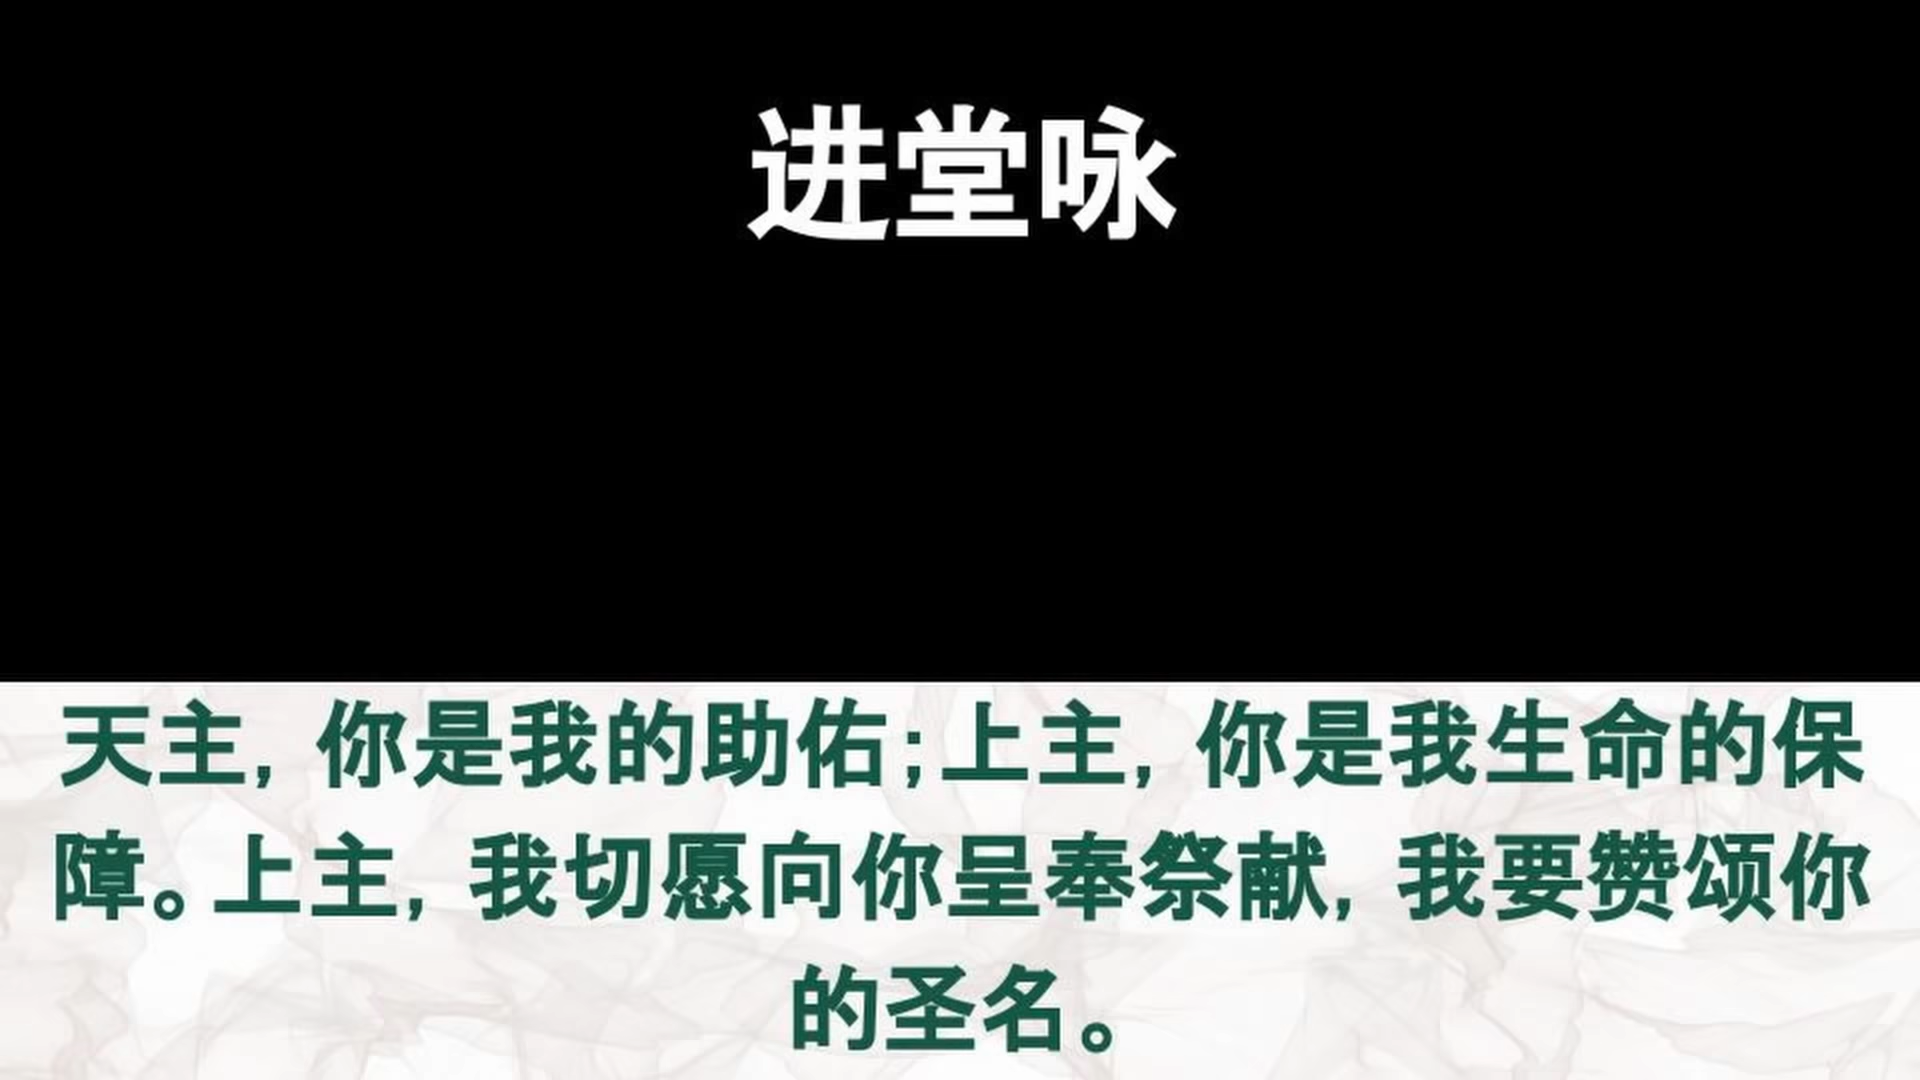 进堂咏
天主, 你是我的助佑;上主, 你是我生命的保
障。上主, 我切愿向你呈奉祭献, 我要赞颂你
的圣名。